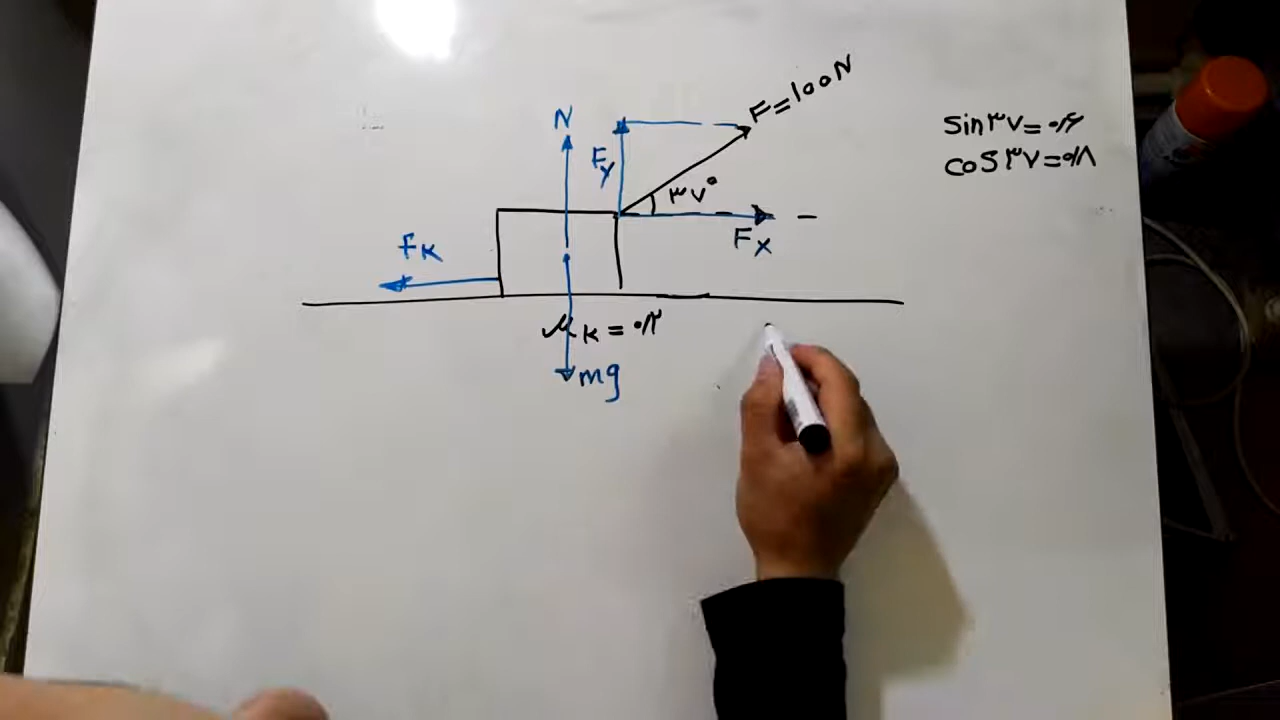 F=100N
sin۳۷=۰/۶
cos۳۷=۰/۸
N
Fy
۳۷°
Fx
fK
μK = ۰/۲
mg